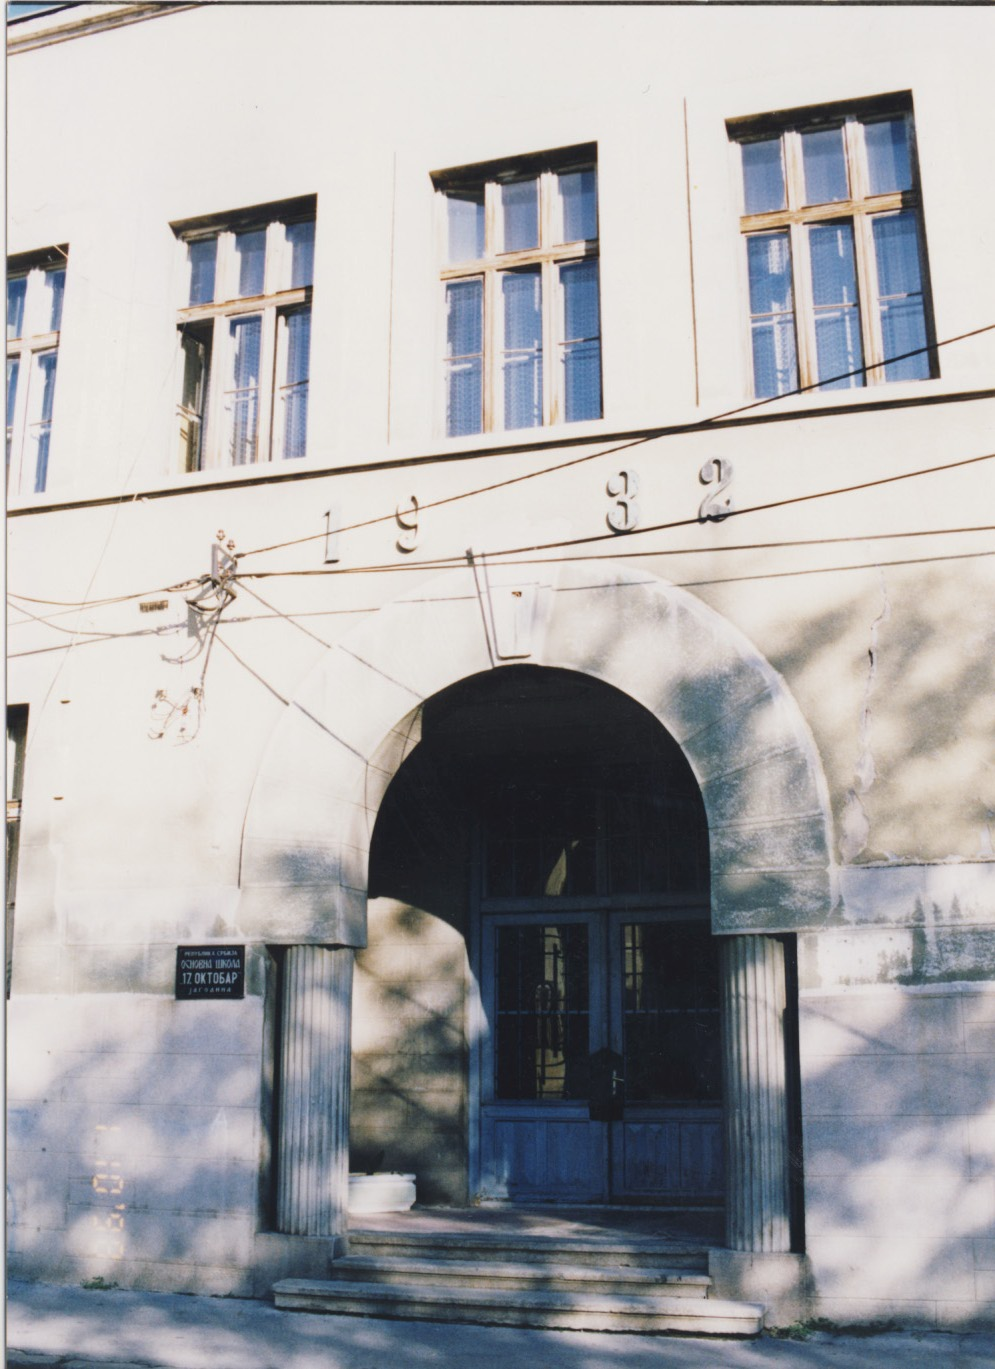 1932
РЕПУБЛИКА СРБИЈА
ОСНОВНА ШКОЛА
17. ОКТОБАР
ЈАГОДИНА